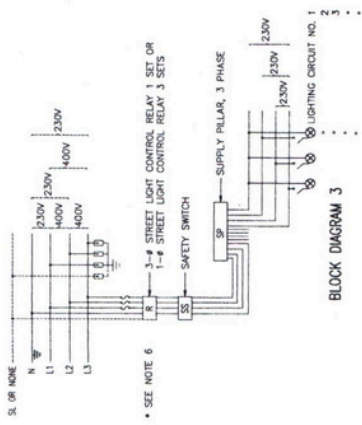 SL OR NONE
N
L1
L2
L3
230V
400V
400V
230V
400V
230V
* SEE NOTE 6
R
3-ø STREET LIGHT CONTROL RELAY 1 SET OR
1-ø STREET LIGHT CONTROL RELAY 3 SETS
SS
SAFETY SWITCH
SP
SUPPLY PILLAR, 3 PHASE
230V
230V
230V
LIGHTING CIRCUIT NO. 1
2
3
BLOCK DIAGRAM 3